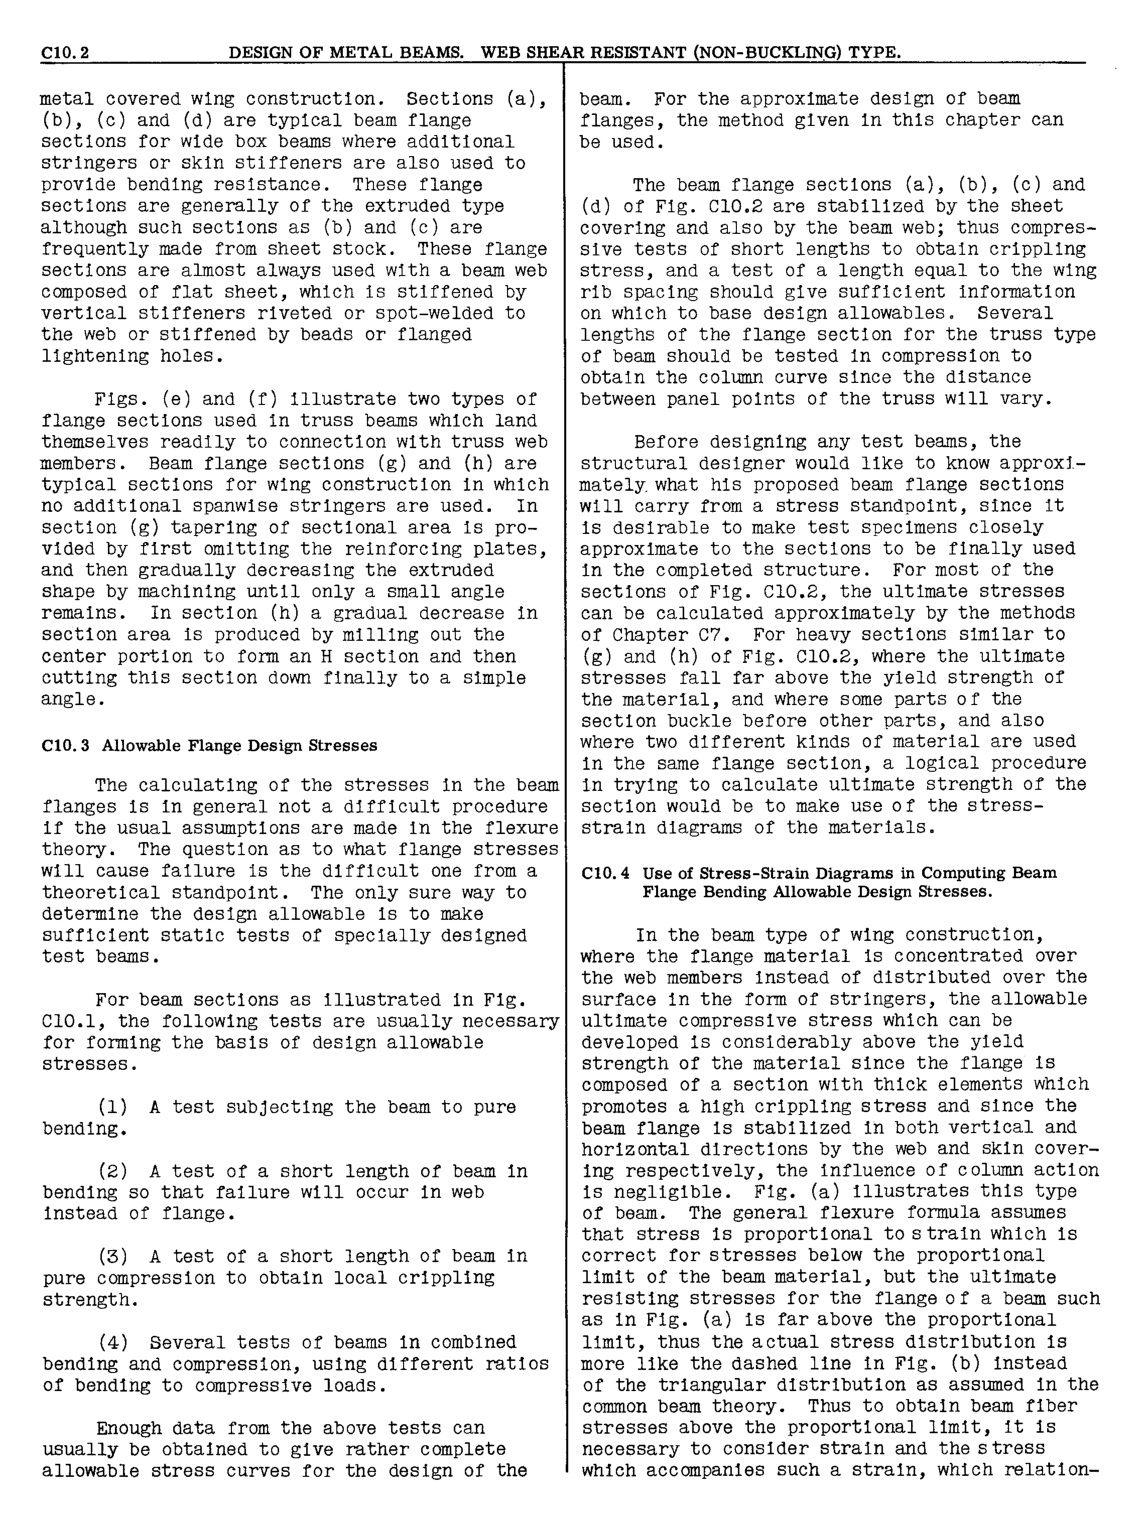 C10.2 DESIGN OF METAL BEAMS. WEB SHEAR RESISTANT (NON-BUCKLING) TYPE.
metal covered wing construction. Sections (a),
(b), (c) and (d) are typical beam flange
sections for wide box beams where additional
stringers or skin stiffeners are also used to
provide bending resistance. These flange
sections are generally of the extruded type
although such sections as (b) and (c) are
frequently made from sheet stock. These flange
sections are almost always used with a beam web
composed of flat sheet, which is stiffened by
vertical stiffeners riveted or spot-welded to
the web or stiffened by beads or flanged
lightening holes.
Figs. (e) and (f) illustrate two types of
flange sections used in truss beams which land
themselves readily to connection with truss web
members. Beam flange sections (g) and (h) are
typical sections for wing construction in which
no additional spanwise stringers are used. In
section (g) tapering of sectional area is pro-
vided by first omitting the reinforcing plates,
and then gradually decreasing the extruded
shape by machining until only a small angle
remains. In section (h) a gradual decrease in
section area is produced by milling out the
center portion to form an H section and then
cutting this section down finally to a simple
angle.
C10.3 Allowable Flange Design Stresses
The calculating of the stresses in the beam
flanges is in general not a difficult procedure
if the usual assumptions are made in the flexure
theory. The question as to what flange stresses
will cause failure is the difficult one from a
theoretical standpoint. The only sure way to
determine the design allowable is to make
sufficient static tests of specially designed
test beams.
For beam sections as illustrated in Fig.
C10.1, the following tests are usually necessary
for forming the basis of design allowable
stresses.
(1) A test subjecting the beam to pure
bending.
(2) A test of a short length of beam in
bending so that failure will occur in web
instead of flange.
(3) A test of a short length of beam in
pure compression to obtain local crippling
strength.
(4) Several tests of beams in combined
bending and compression, using different ratios
of bending to compressive loads.
Enough data from the above tests can
usually be obtained to give rather complete
allowable stress curves for the design of the
beam. For the approximate design of beam
flanges, the method given in this chapter can
be used.
The beam flange sections (a), (b), (c) and
(d) of Fig. C10.2 are stabilized by the sheet
covering and also by the beam web; thus compres-
sive tests of short lengths to obtain crippling
stress, and a test of a length equal to the wing
rib spacing should give sufficient information
on which to base design allowables. Several
lengths of the flange section for the truss type
of beam should be tested in compression to
obtain the column curve since the distance
between panel points of the truss will vary.
Before designing any test beams, the
structural designer would like to know approxi-
mately what his proposed beam flange sections
will carry from a stress standpoint, since it
is desirable to make test specimens closely
approximate to the sections to be finally used
in the completed structure. For most of the
sections of Fig. C10.2, the ultimate stresses
can be calculated approximately by the methods
of Chapter C7. For heavy sections similar to
(g) and (h) of Fig. C10.2, where the ultimate
stresses fall far above the yield strength of
the material, and where some parts of the
section buckle before other parts, and also
where two different kinds of material are used
in the same flange section, a logical procedure
in trying to calculate ultimate strength of the
section would be to make use of the stress-
strain diagrams of the materials.
C10.4 Use of Stress-Strain Diagrams in Computing Beam
Flange Bending Allowable Design Stresses.
In the beam type of wing construction,
where the flange material is concentrated over
the web members instead of distributed over the
surface in the form of stringers, the allowable
ultimate compressive stress which can be
developed is considerably above the yield
strength of the material since the flange is
composed of a section with thick elements which
promotes a high crippling stress and since the
beam flange is stabilized in both vertical and
horizontal directions by the web and skin cover-
ing respectively, the influence of column action
is negligible. Fig. (a) illustrates this type
of beam. The general flexure formula assumes
that stress is proportional to strain which is
correct for stresses below the proportional
limit of the beam material, but the ultimate
resisting stresses for the flange of a beam such
as in Fig. (a) is far above the proportional
limit, thus the actual stress distribution is
more like the dashed line in Fig. (b) instead
of the triangular distribution as assumed in the
common beam theory. Thus to obtain beam fiber
stresses above the proportional limit, it is
necessary to consider strain and the stress
which accompanies such a strain, which relation-